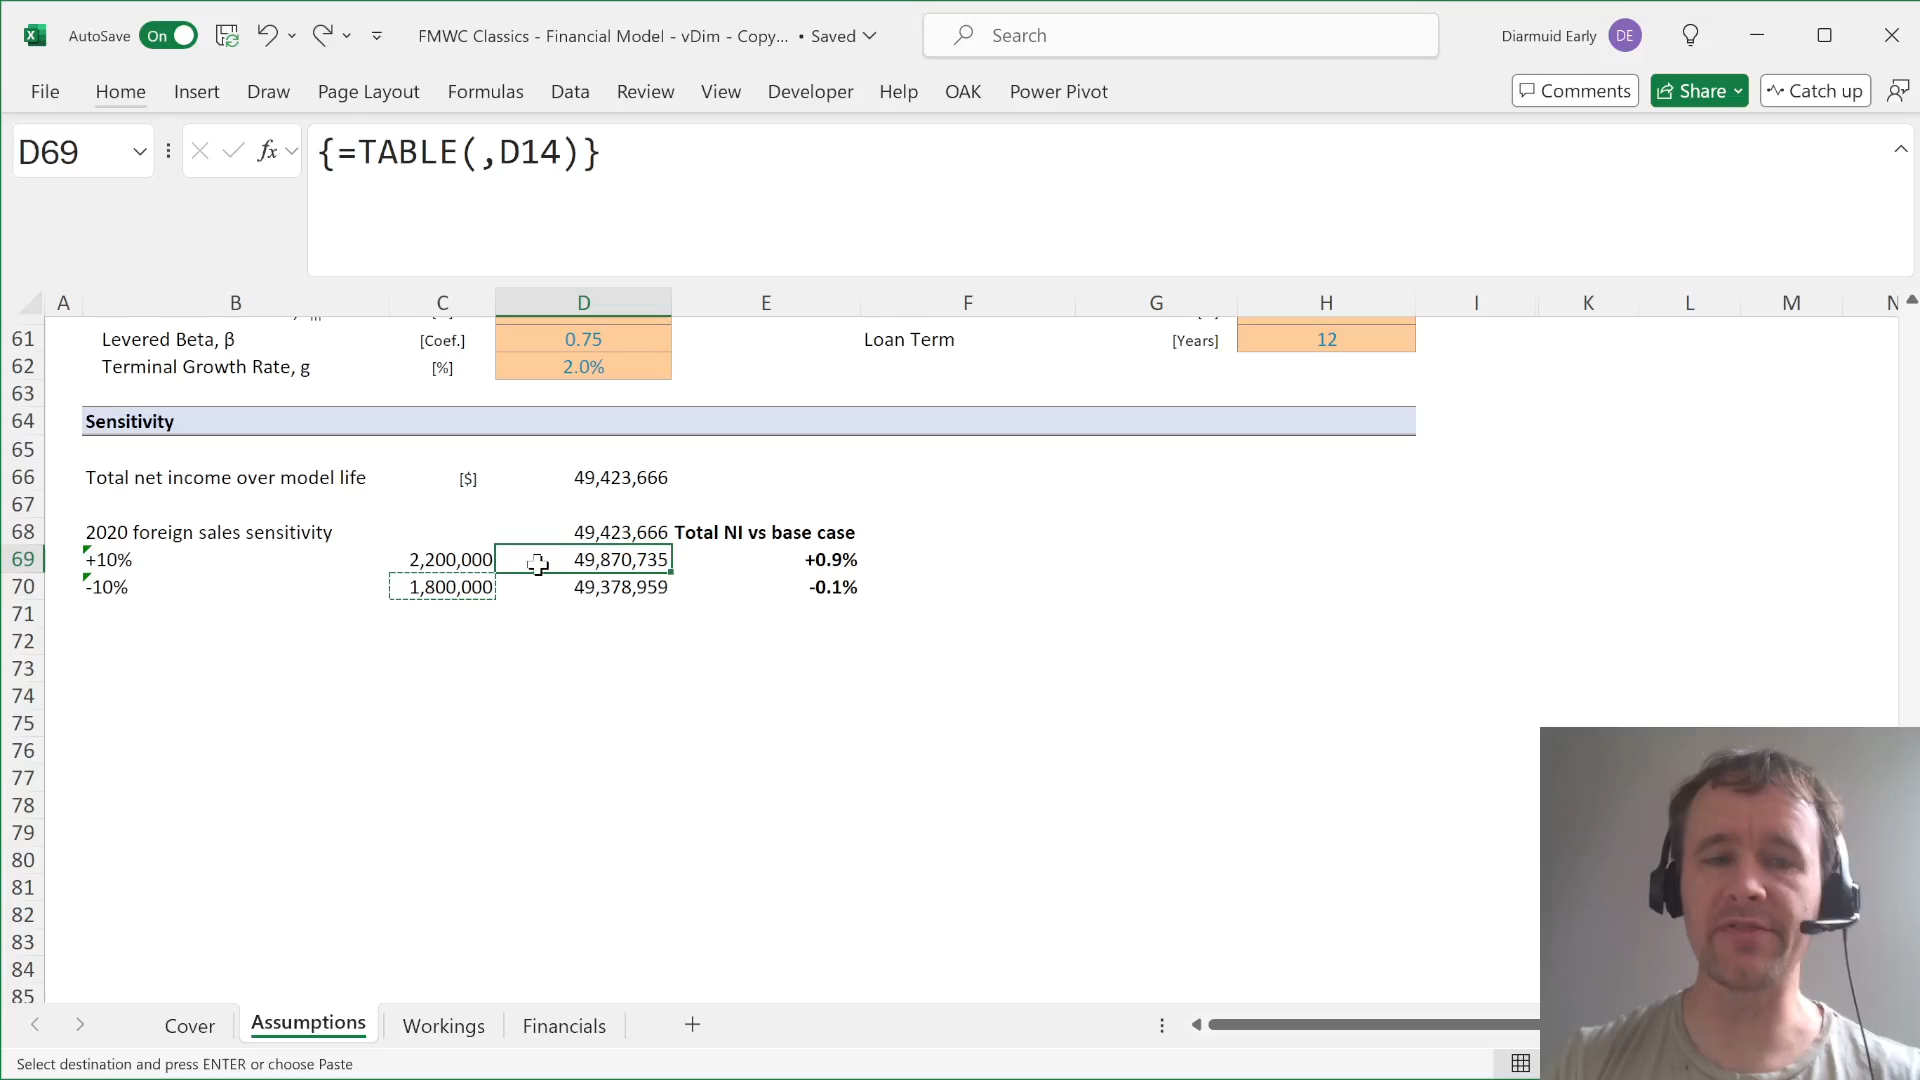 AutoSave On FMWC Classics - Financial Model - vDim - Copy... • Saved Search Diarmuid Early DE
File Home Insert Draw Page Layout Formulas Data Review View Developer Help OAK Power Pivot Comments Share Catch up
D69 fx {=TABLE(,D14)}
A B C D E F G H I J K L M N
61 Levered Beta, β [Coef.] 0.75 Loan Term [Years] 12
62 Terminal Growth Rate, g [%] 2.0%
63
64 Sensitivity
65
66 Total net income over model life [$] 49,423,666
67
68 2020 foreign sales sensitivity 49,423,666 Total NI vs base case
69 +10% 2,200,000 49,870,735 +0.9%
70 -10% 1,800,000 49,378,959 -0.1%
71
72
73
74
75
76
77
78
79
80
81
82
83
84
85
Cover Assumptions Workings Financials
Select destination and press ENTER or choose Paste